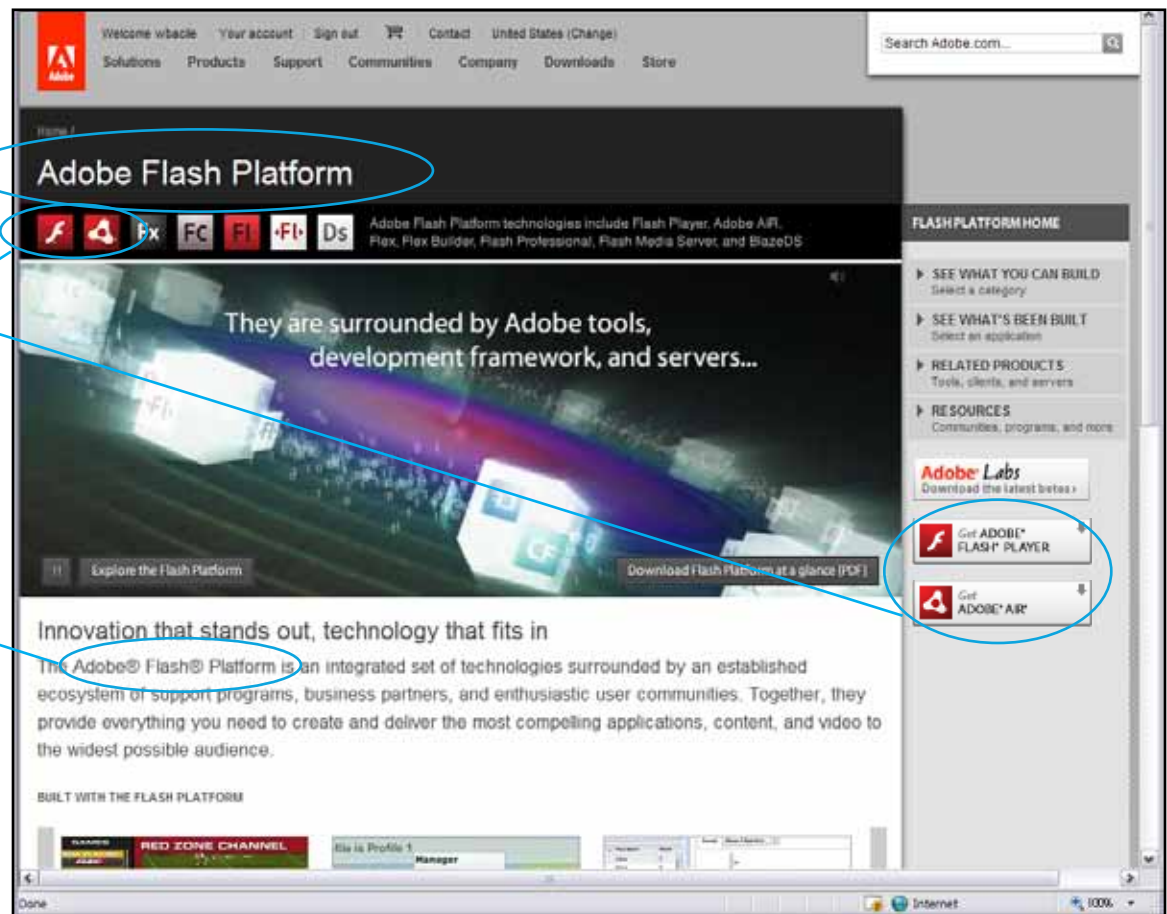 Welcome wbacle Your account Sign out Contact United States (Change)
Solutions Products Support Communities Company Downloads Store
Search Adobe.com...
Adobe
Home /
Adobe Flash Platform
Fx FC Fl ·Fl· Ds
Adobe Flash Platform technologies include Flash Player, Adobe AIR,
Flex, Flex Builder, Flash Professional, Flash Media Server, and BlazeDS
They are surrounded by Adobe tools,
development framework, and servers...
Fl
CF
Explore the Flash Platform
Download Flash Platform at a glance (PDF)
FLASH PLATFORM HOME
SEE WHAT YOU CAN BUILD
Select a category
SEE WHAT'S BEEN BUILT
Select an application
RELATED PRODUCTS
Tools, clients, and servers
RESOURCES
Communities, programs, and more
Adobe Labs
Download the latest betas ›
Get ADOBE®
FLASH® PLAYER
Get
ADOBE® AIR®
Innovation that stands out, technology that fits in
The Adobe® Flash® Platform is an integrated set of technologies surrounded by an established
ecosystem of support programs, business partners, and enthusiastic user communities. Together, they
provide everything you need to create and deliver the most compelling applications, content, and video to
the widest possible audience.
BUILT WITH THE FLASH PLATFORM
GAMES
RED ZONE CHANNEL
file is Profile 1
Manager
Done
Internet
100%